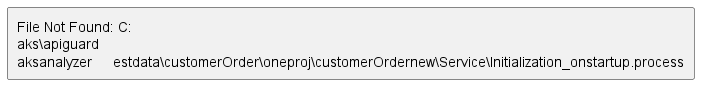 File Not Found: C:
aks\apiguard
aksanalyzer estdata\customerOrder\oneproj\customerOrdernew\Service\Initialization_onstartup.process